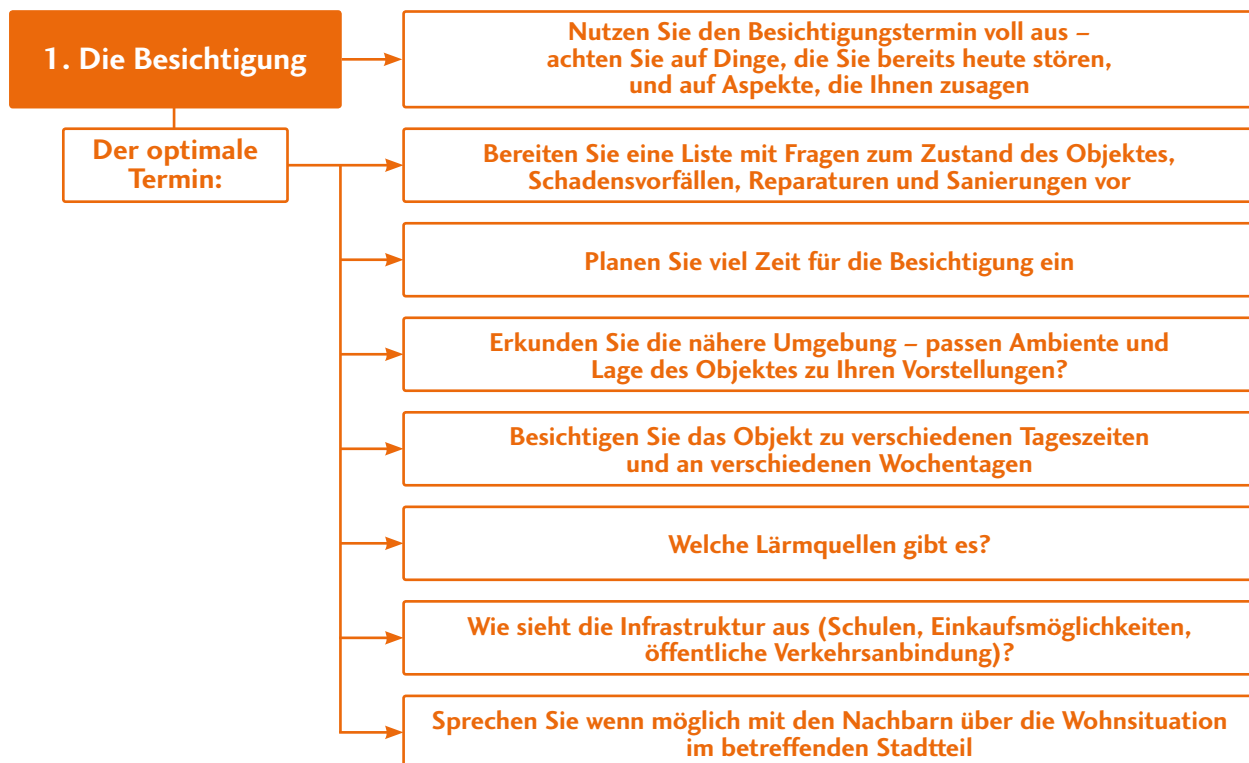 1. Die Besichtigung
Nutzen Sie den Besichtigungstermin voll aus –
achten Sie auf Dinge, die Sie bereits heute stören,
und auf Aspekte, die Ihnen zusagen
Der optimale
Termin:
Bereiten Sie eine Liste mit Fragen zum Zustand des Objektes,
Schadensvorfällen, Reparaturen und Sanierungen vor
Planen Sie viel Zeit für die Besichtigung ein
Erkunden Sie die nähere Umgebung – passen Ambiente und
Lage des Objektes zu Ihren Vorstellungen?
Besichtigen Sie das Objekt zu verschiedenen Tageszeiten
und an verschiedenen Wochentagen
Welche Lärmquellen gibt es?
Wie sieht die Infrastruktur aus (Schulen, Einkaufsmöglichkeiten,
öffentliche Verkehrsanbindung)?
Sprechen Sie wenn möglich mit den Nachbarn über die Wohnsituation
im betreffenden Stadtteil